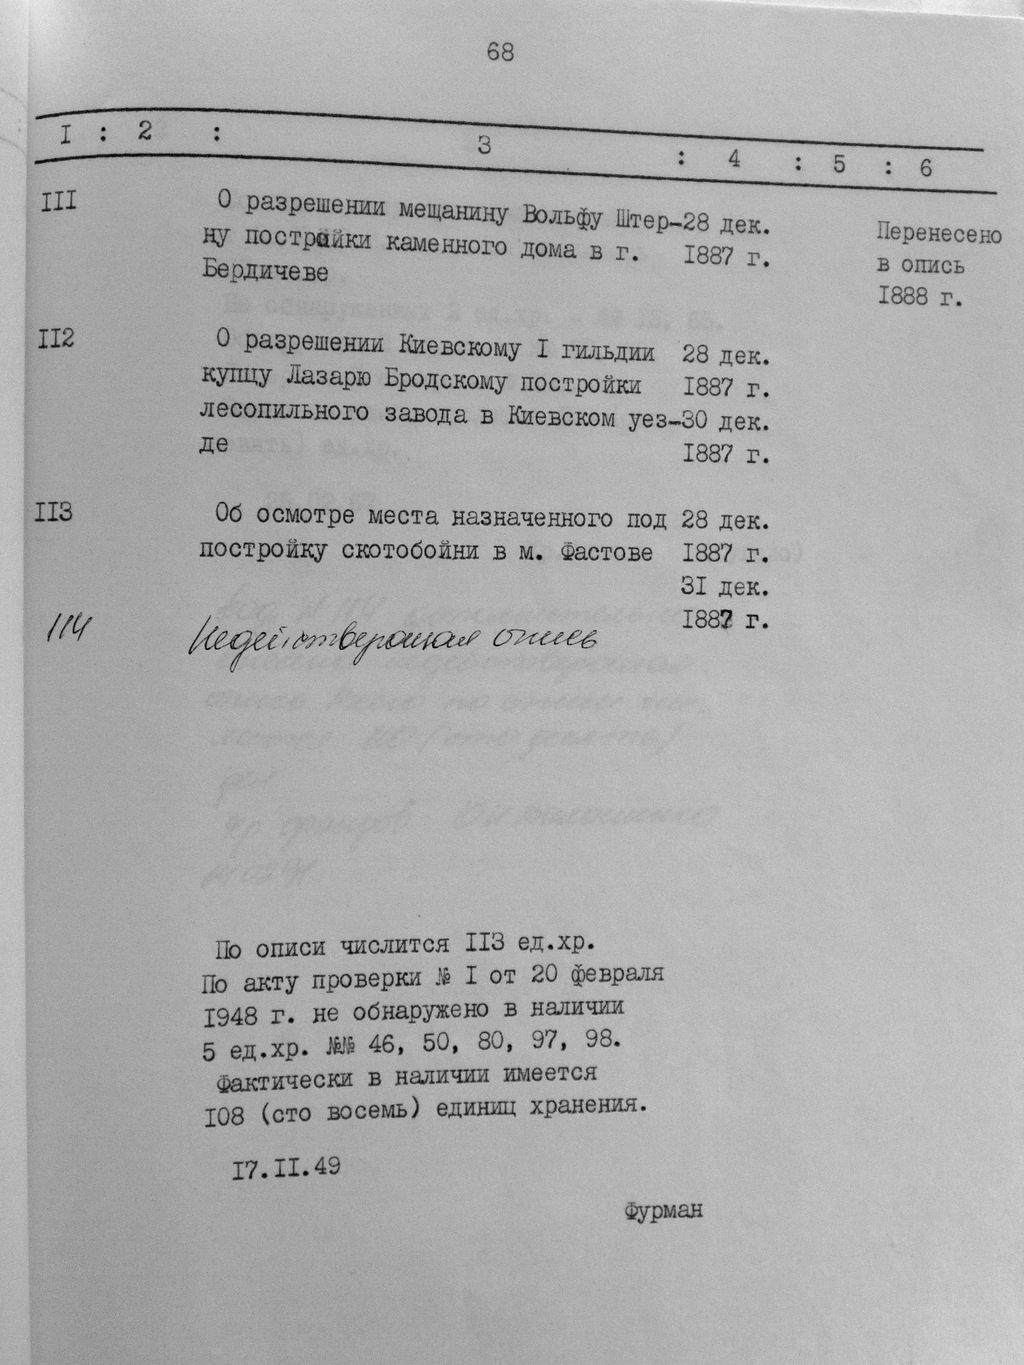 68
I : 2 : 3 : 4 : 5 : 6
III О разрешении мещанину Вольфу Штер-28 дек.
ну постройки каменного дома в г. I887 г. Перенесено
Бердичеве в опись
I888 г.
II2 О разрешении Киевскому I гильдии 28 дек.
купцу Лазарю Бродскому постройки I887 г.
лесопильного завода в Киевском уез-30 дек.
де I887 г.
II3 Об осмотре места назначенного под 28 дек.
постройку скотобойни в м. Фастове I887 г.
3I дек.
I887 г.
114 Недействующая опись
По описи числится II3 ед.хр.
По акту проверки № I от 20 февраля
I948 г. не обнаружено в наличии
5 ед.хр. №№ 46, 50, 80, 97, 98.
Фактически в наличии имеется
I08 (сто восемь) единиц хранения.
I7.II.49
Фурман